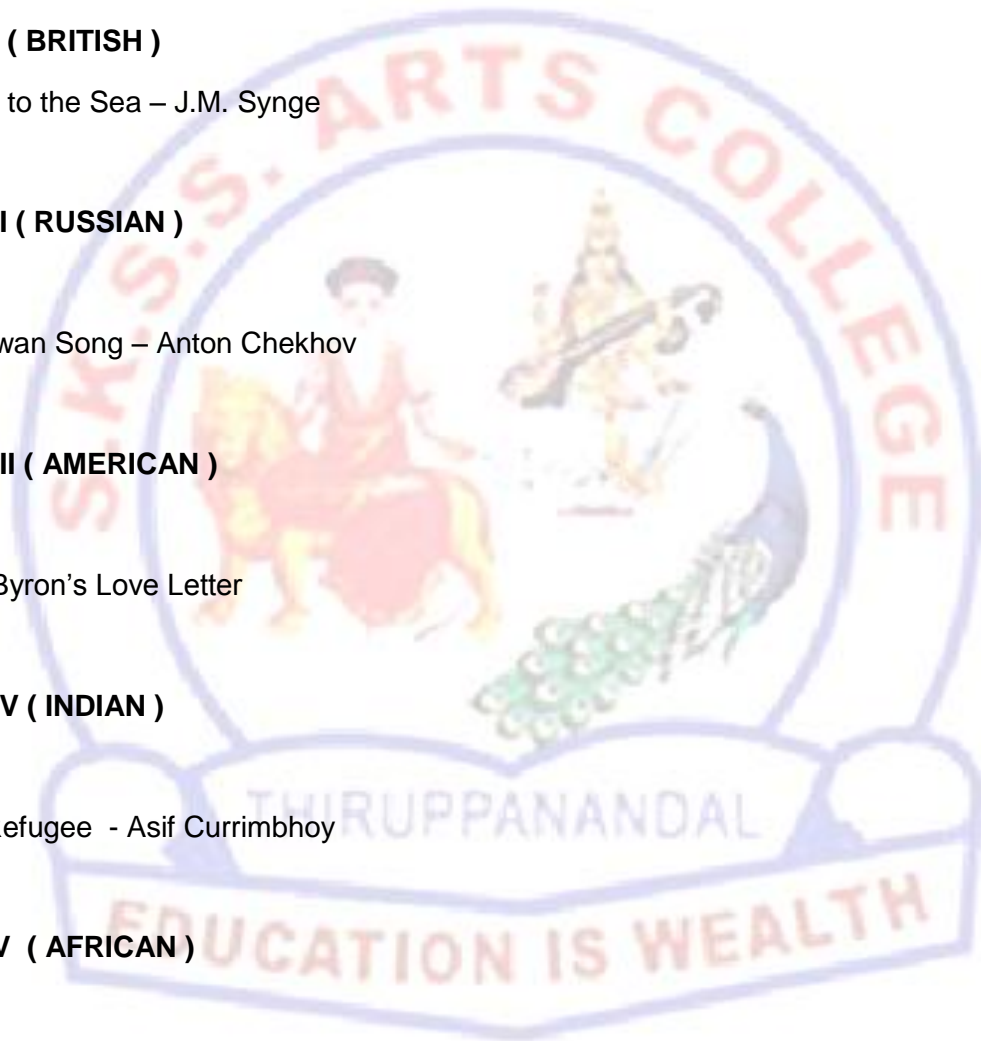 ( BRITISH )
to the Sea – J.M. Synge
I ( RUSSIAN )
wan Song – Anton Chekhov
II ( AMERICAN )
Byron's Love Letter
V ( INDIAN )
efugee - Asif Currimbhoy
V ( AFRICAN )
S.K.S.S. ARTS COLLEGE
THIRUPPANANDAL
EDUCATION IS WEALTH